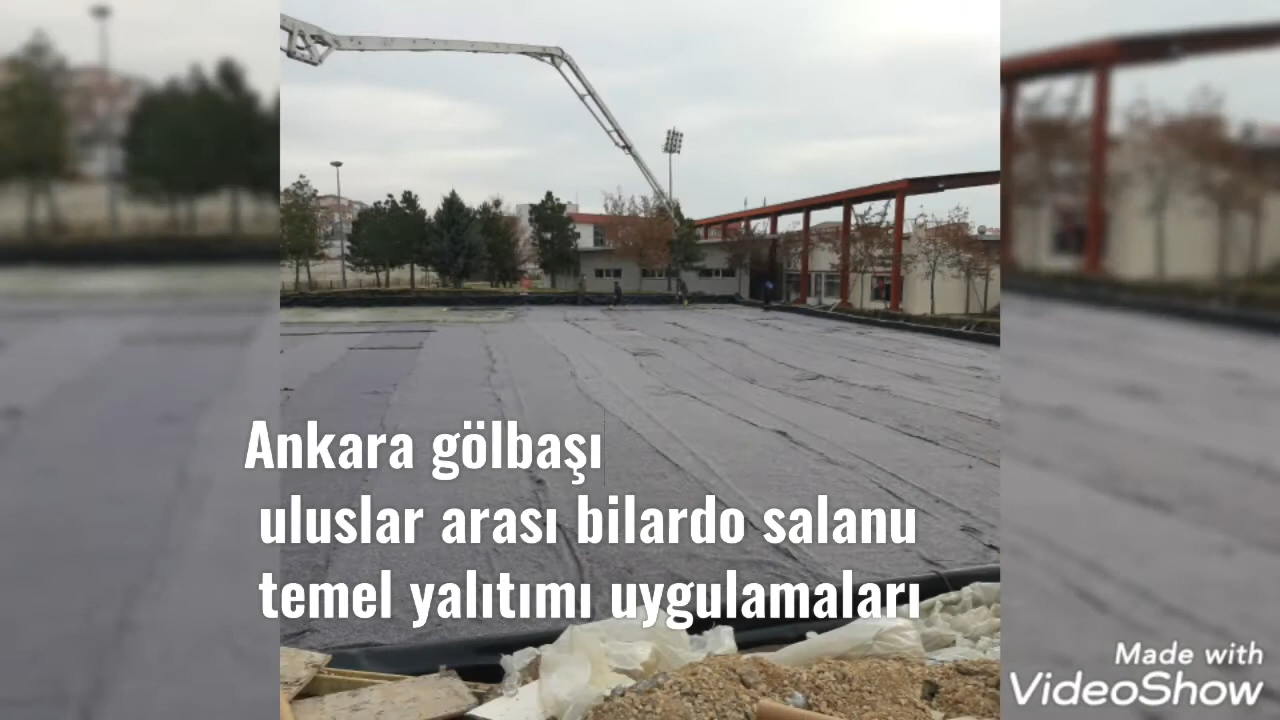 Ankara gölbaşı
uluslar arası bilardo salanu
temel yalıtımı uygulamaları
Made with
VideoShow